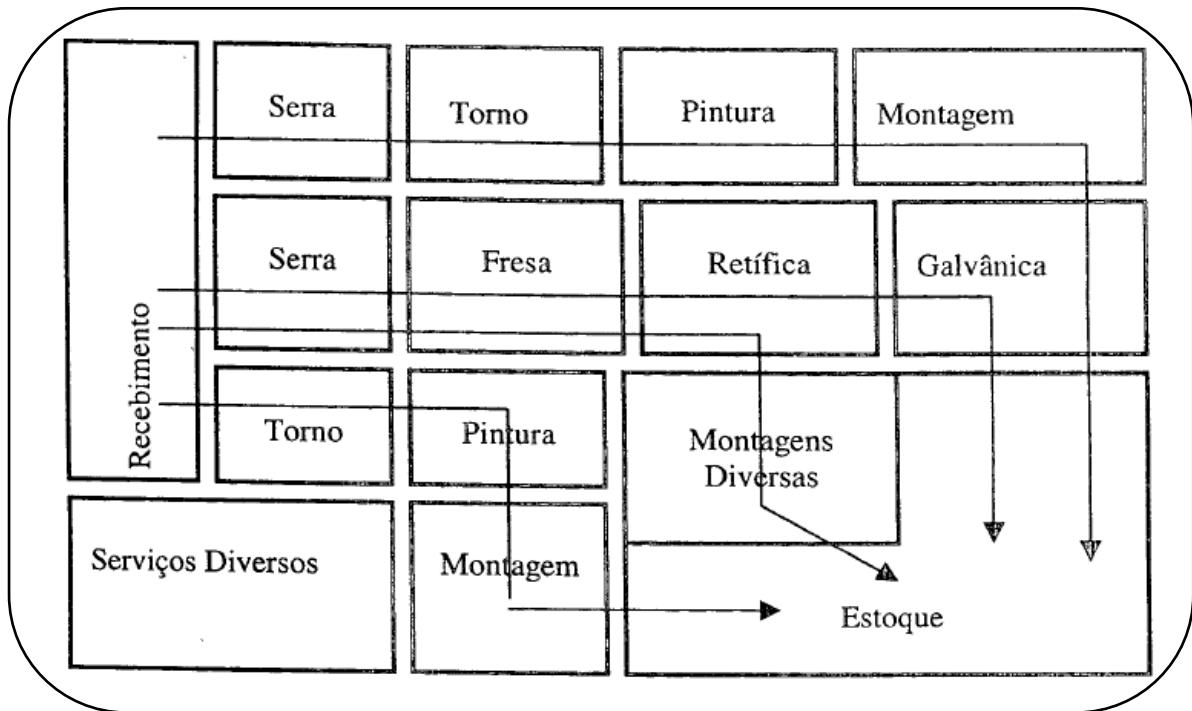 Serra
Torno
Pintura
Montagem
Serra
Fresa
Retífica
Galvânica
Recebimento
Torno
Pintura
Montagens
Diversas
Serviços Diversos
Montagem
Estoque